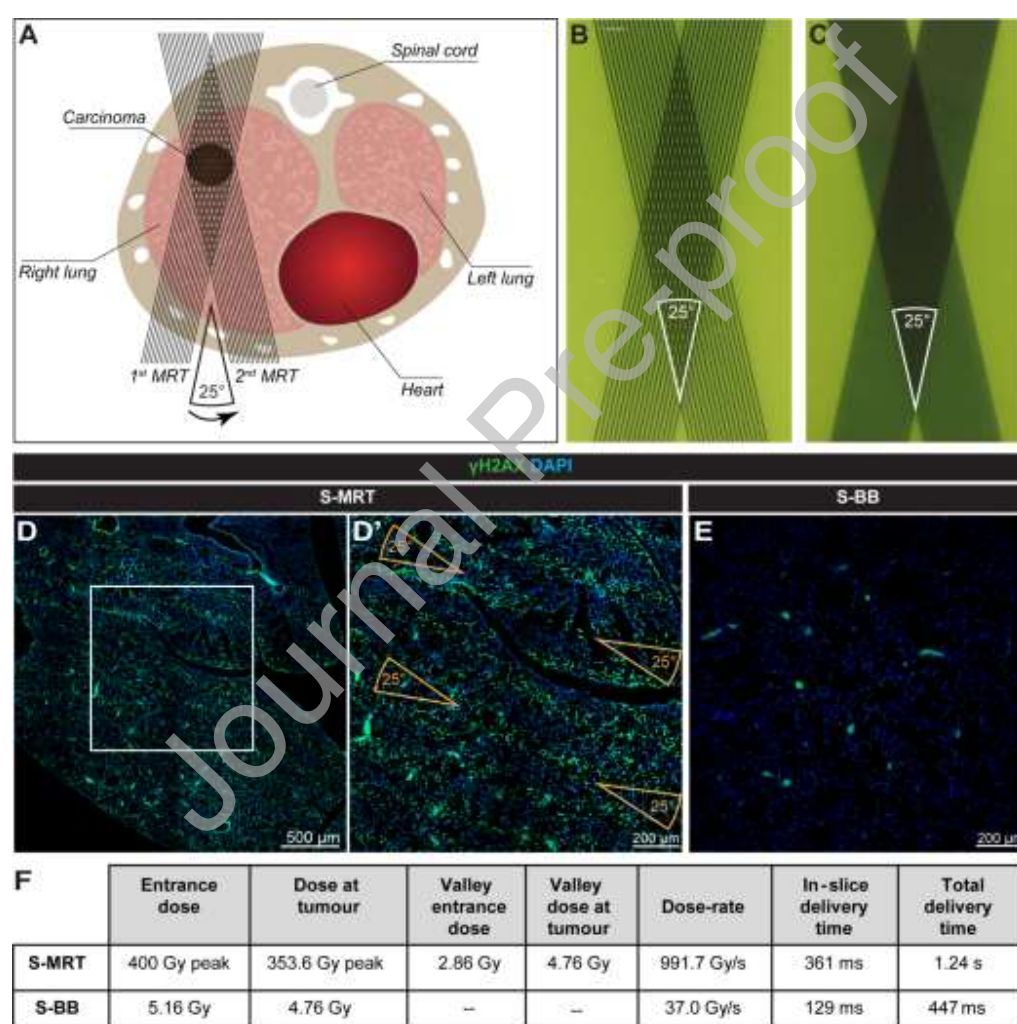 A
Spinal cord
Carcinoma
Right lung
Left lung
Heart
1st MRT
2nd MRT
25°
B
25°
C
25°
γH2AX DAPI
S-MRT
S-BB
D
500 µm
D'
25°
25°
25°
25°
200 µm
E
200 µm
F
Entrance dose
Dose at tumour
Valley entrance dose
Valley dose at tumour
Dose-rate
In-slice delivery time
Total delivery time
S-MRT 400 Gy peak 353.6 Gy peak 2.86 Gy 4.76 Gy 991.7 Gy/s 361 ms 1.24 s
S-BB 5.16 Gy 4.76 Gy -- -- 37.0 Gy/s 129 ms 447 ms
Journal Pre-proof